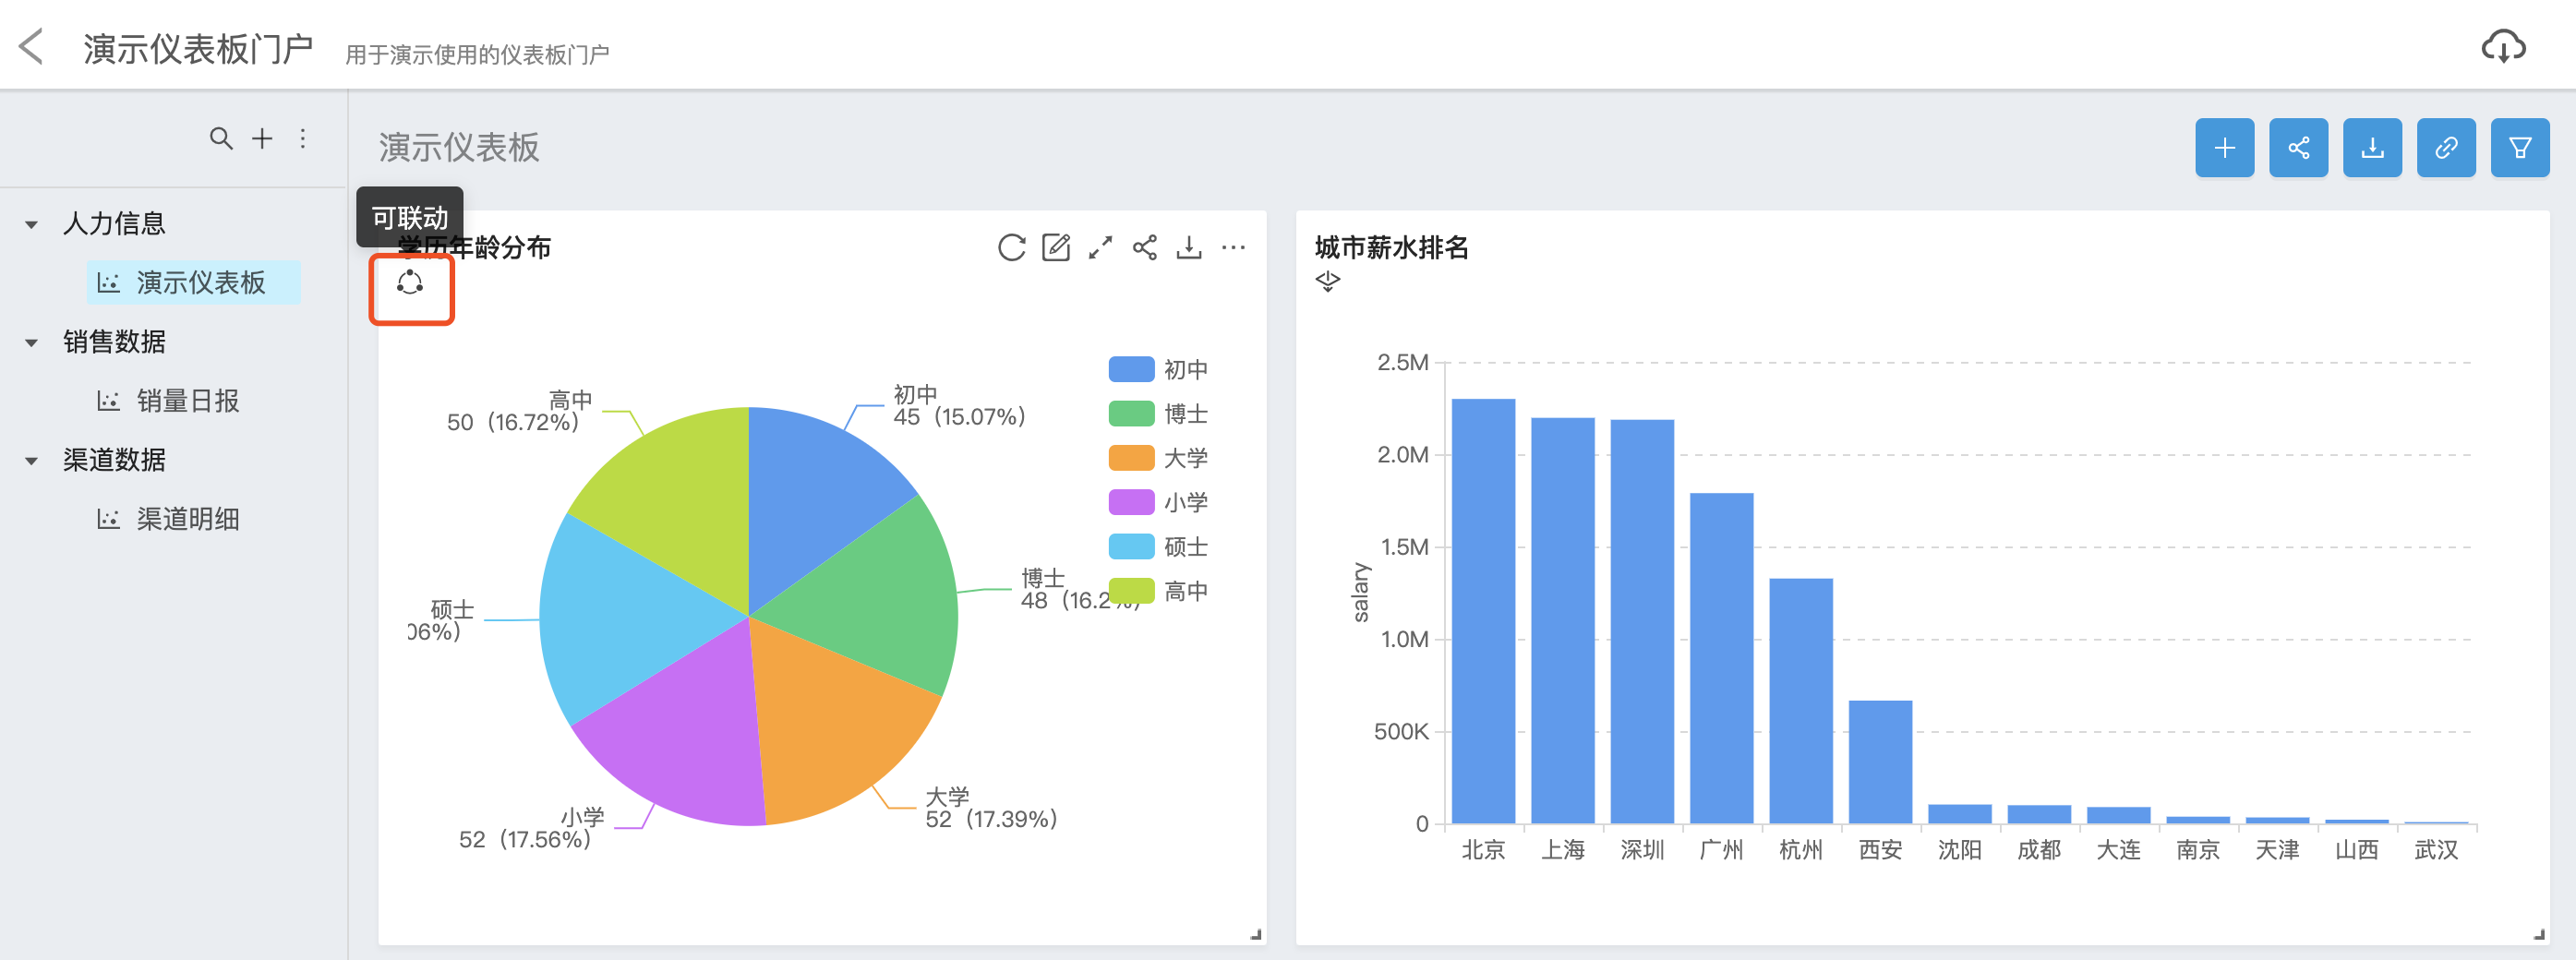 演示仪表板门户 用于演示使用的仪表板门户
演示仪表板
人力信息
演示仪表板
销售数据
销量日报
渠道数据
渠道明细
可联动
学历年龄分布
初中
45（15.07%）
博士
48（16.2
大学
52（17.39%）
小学
52（17.56%）
硕士
06%）
高中
50（16.72%）
初中
博士
大学
小学
硕士
高中
城市薪水排名
salary
2.5M
2.0M
1.5M
1.0M
500K
0
北京 上海 深圳 广州 杭州 西安 沈阳 成都 大连 南京 天津 山西 武汉